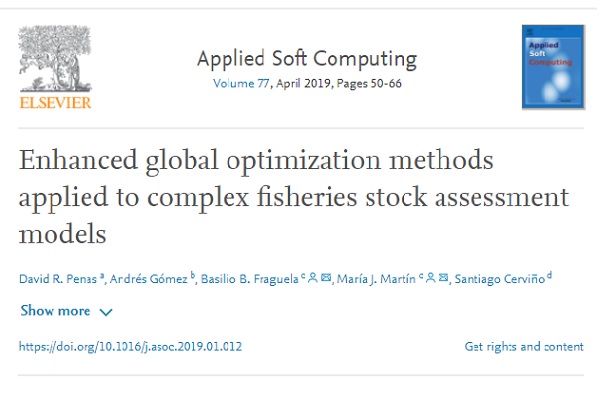 ELSEVIER
Applied Soft Computing
Volume 77, April 2019, Pages 50-66
Applied
Soft
Computing
Enhanced global optimization methods
applied to complex fisheries stock assessment
models
David R. Penas a, Andrés Gómez b, Basilio B. Fraguela c, María J. Martín c, Santiago Cerviño d
Show more
https://doi.org/10.1016/j.asoc.2019.01.012
Get rights and content